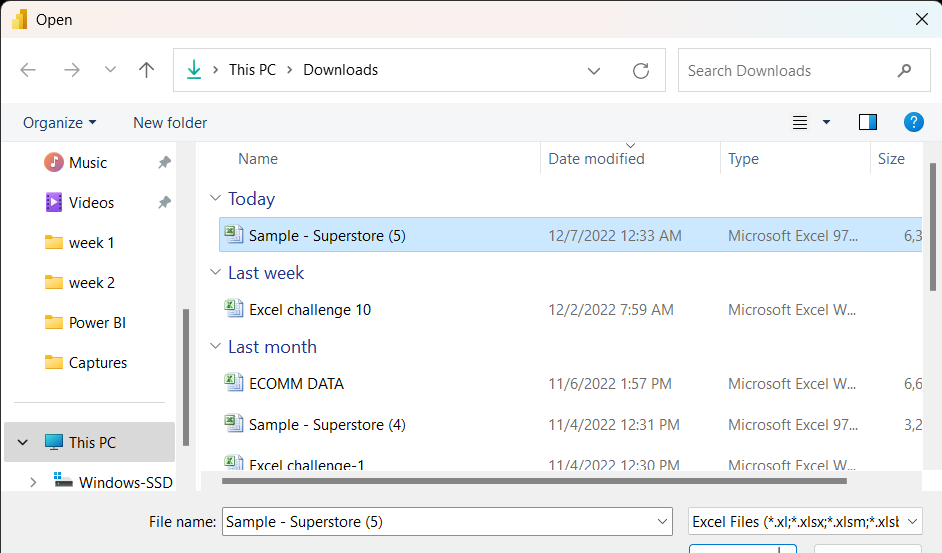 Open
This PC > Downloads
Search Downloads
Organize
New folder
?
Name
Date modified
Type
Size
Music
Videos
week 1
week 2
Power BI
Captures
This PC
Windows-SSD
Today
Sample - Superstore (5) 12/7/2022 12:33 AM Microsoft Excel 97... 6,3
Last week
Excel challenge 10 12/2/2022 7:59 AM Microsoft Excel W...
Last month
ECOMM DATA 11/6/2022 1:57 PM Microsoft Excel W... 6,6
Sample - Superstore (4) 11/4/2022 12:31 PM Microsoft Excel 97... 3,2
Excel challenge-1 11/4/2022 12:30 PM Microsoft Excel W...
File name: Sample - Superstore (5)
Excel Files (*.xl;*.xlsx;*.xlsm;*.xlsb